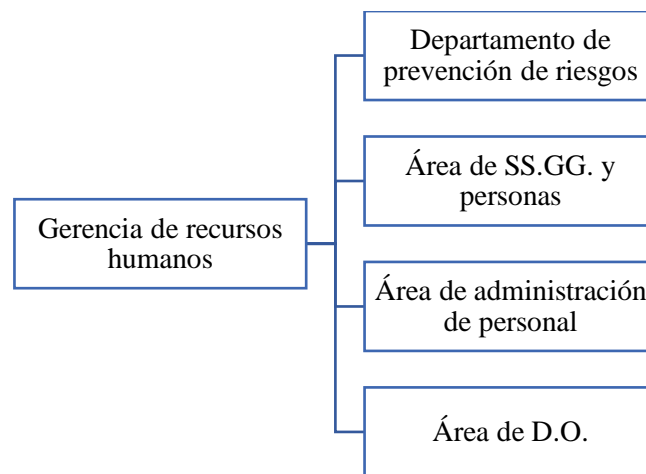 Gerencia de recursos
humanos
Departamento de
prevención de riesgos
Área de SS.GG. y
personas
Área de administración
de personal
Área de D.O.